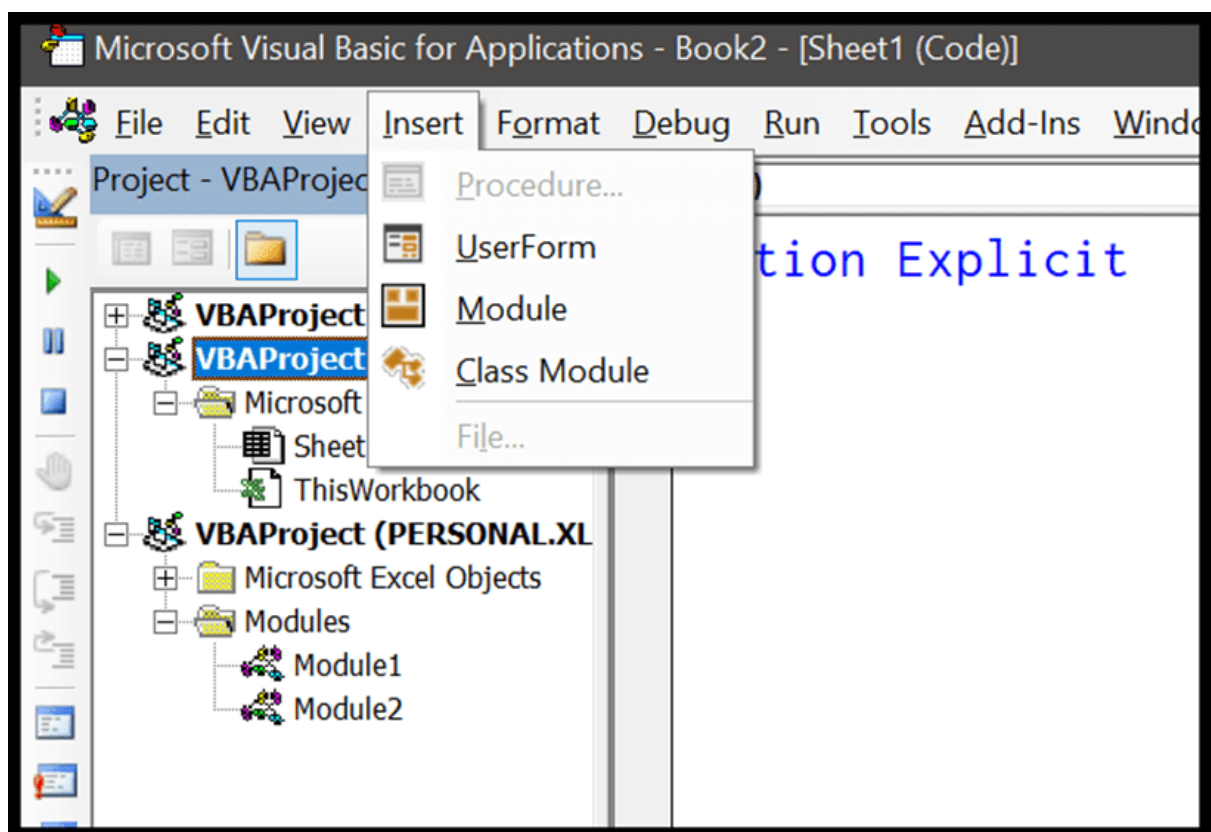 Microsoft Visual Basic for Applications - Book2 - [Sheet1 (Code)]
File Edit View Insert Format Debug Run Tools Add-Ins
Project -
Procedure...
)
UserForm
tion Explicit
Module
VBAProject
VBAProject
Class Module
Microsoft
File...
Sheet
ThisWorkbook
VBAProject (PERSONAL.XL
Microsoft Excel Objects
Modules
Module1
Module2